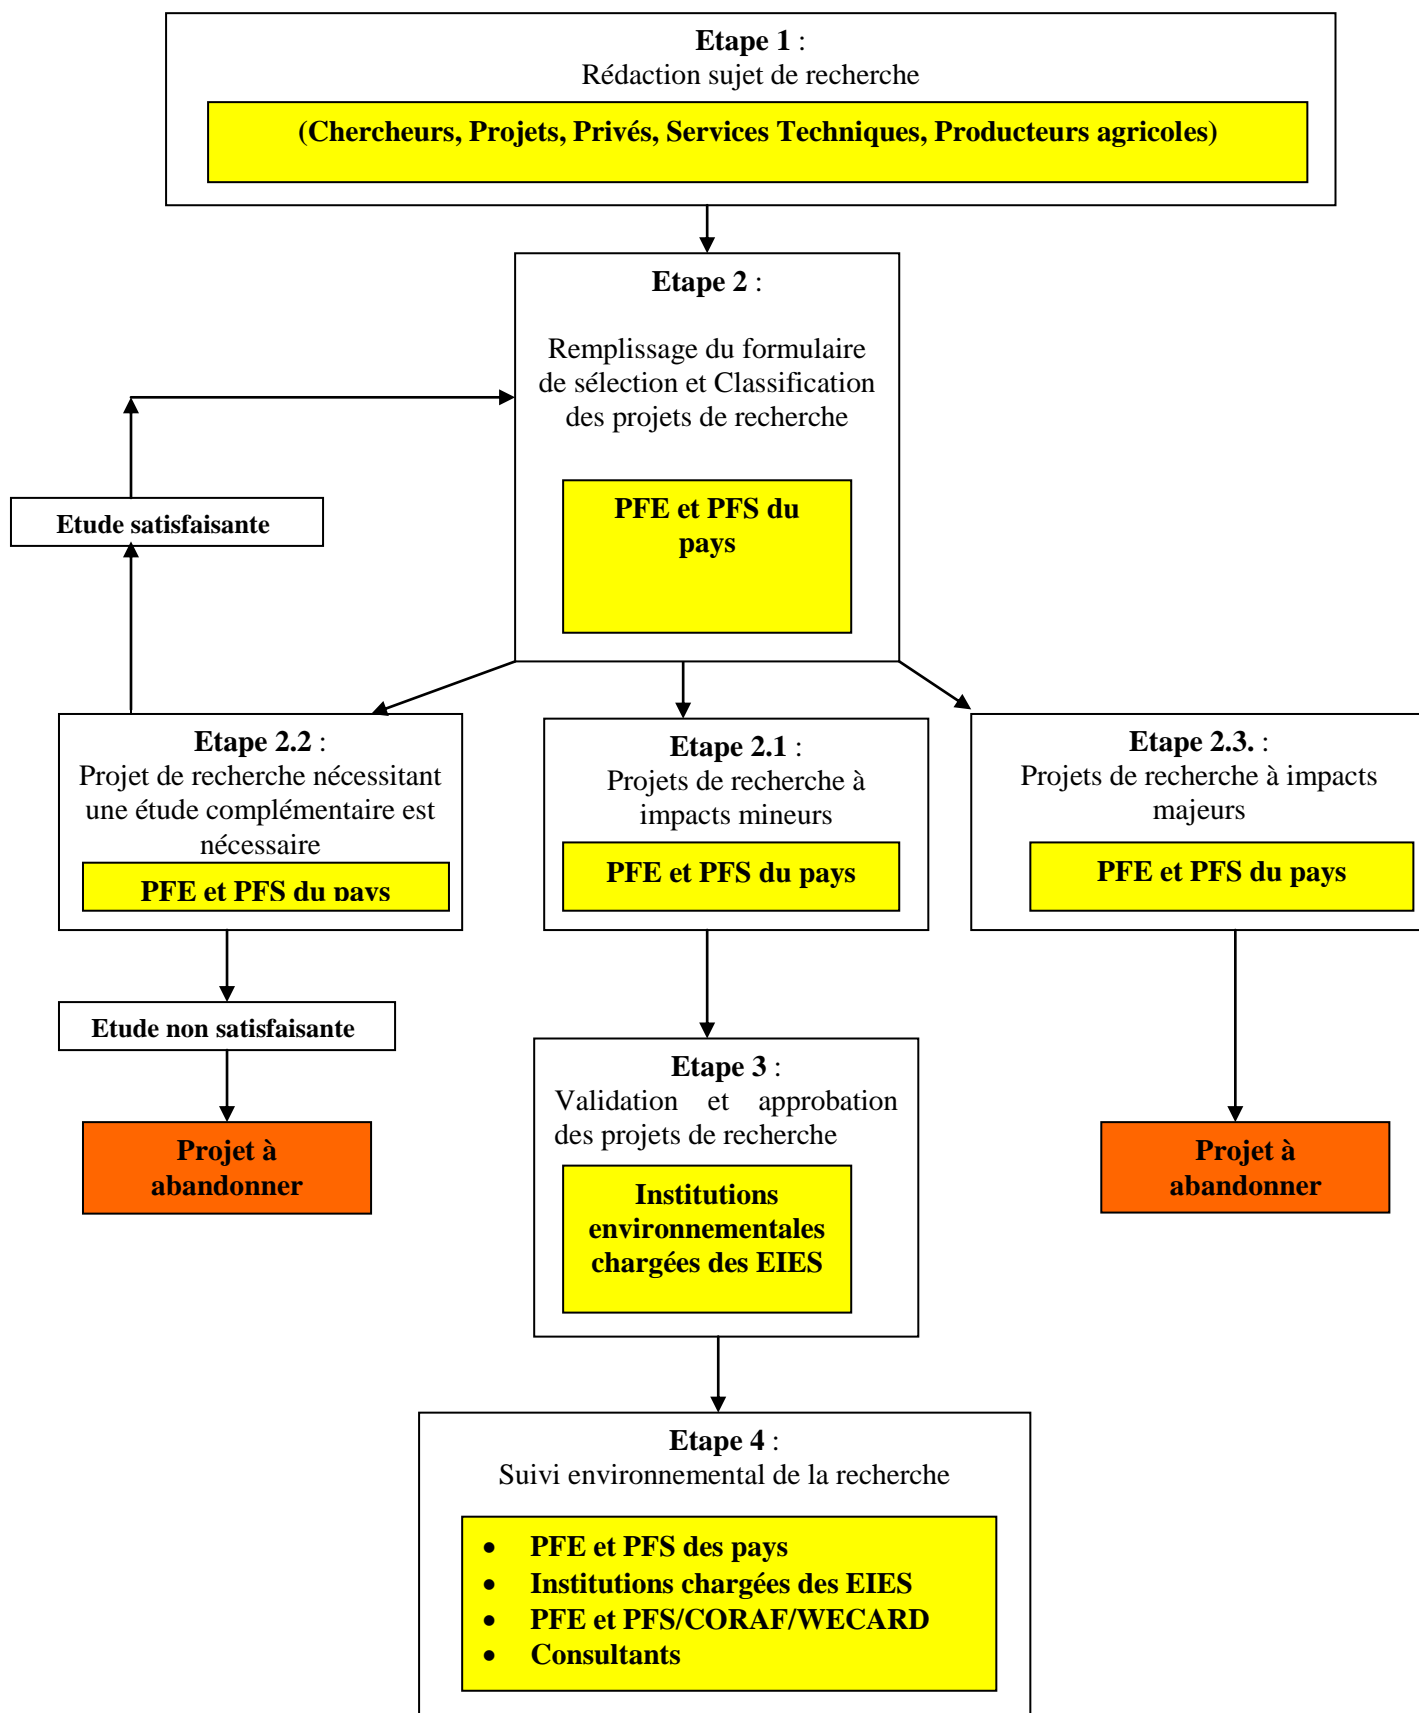 Etape 1 :
Rédaction sujet de recherche
(Chercheurs, Projets, Privés, Services Techniques, Producteurs agricoles)
Etape 2 :
Remplissage du formulaire
de sélection et Classification
des projets de recherche
PFE et PFS du
pays
Etude satisfaisante
Etape 2.2 :
Projet de recherche nécessitant
une étude complémentaire est
nécessaire
PFE et PFS du pays
Etape 2.1 :
Projets de recherche à
impacts mineurs
PFE et PFS du pays
Etape 2.3. :
Projets de recherche à impacts
majeurs
PFE et PFS du pays
Etude non satisfaisante
Projet à
abandonner
Etape 3 :
Validation et approbation
des projets de recherche
Institutions
environnementales
chargées des EIES
Projet à
abandonner
Etape 4 :
Suivi environnemental de la recherche
• PFE et PFS des pays
• Institutions chargées des EIES
• PFE et PFS/CORAF/WECARD
• Consultants